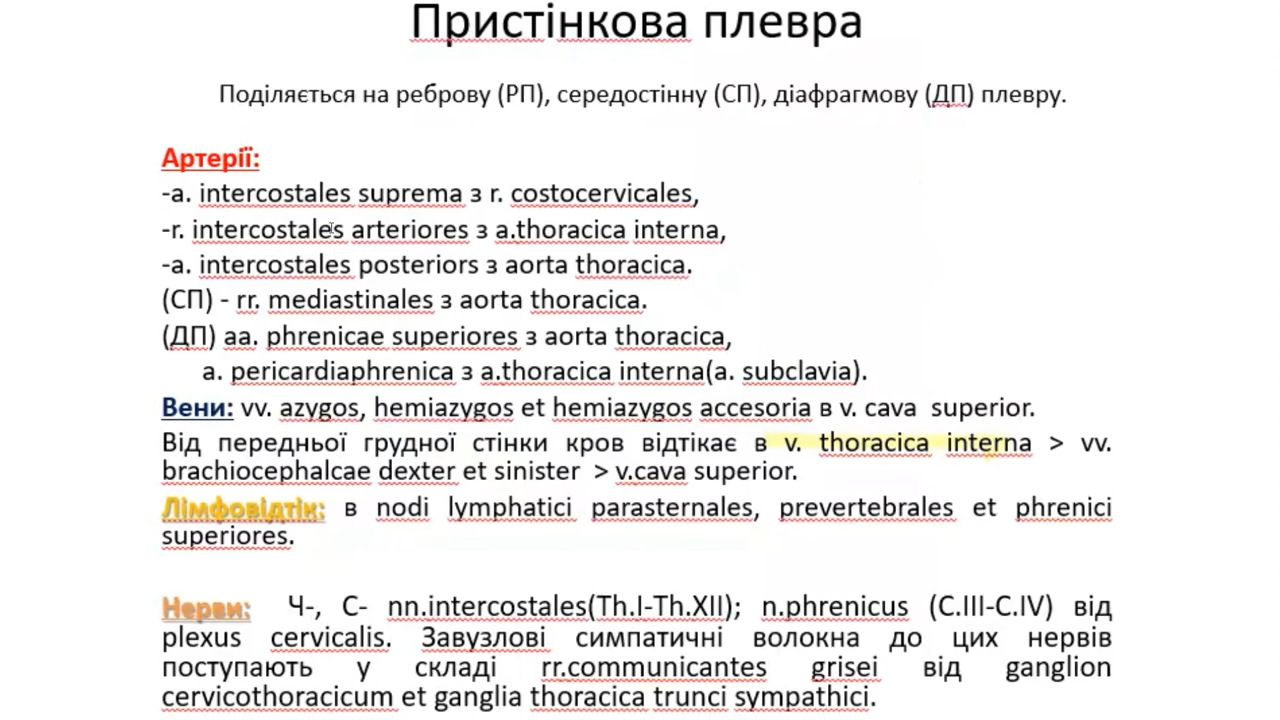 Пристінкова плевра
Поділяється на реброву (РП), середостінну (СП), діафрагмову (ДП) плевру.
Артерії:
-a. intercostales suprema з r. costocervicales,
-r. intercostales arteriores з a.thoracica interna,
-a. intercostales posteriors з aorta thoracica.
(СП) - rr. mediastinales з aorta thoracica.
(ДП) aa. phrenicae superiores з aorta thoracica,
a. pericardiaphrenica з a.thoracica interna(a. subclavia).
Вени: vv. azygos, hemiazygos et hemiazygos accesoria в v. cava superior.
Від передньої грудної стінки кров відтікає в v. thoracica interna > vv.
brachiocephalcae dexter et sinister > v.cava superior.
Лімфовідтік: в nodi lymphatici parasternales, prevertebrales et phrenici
superiores.
Нерви: Ч-, С- nn.intercostales(Th.I-Th.XII); n.phrenicus (C.III-C.IV) від
plexus cervicalis. Завузлові симпатичні волокна до цих нервів
поступають у складі rr.communicantes grisei від ganglion
cervicothoracicum et ganglia thoracica trunci sympathici.